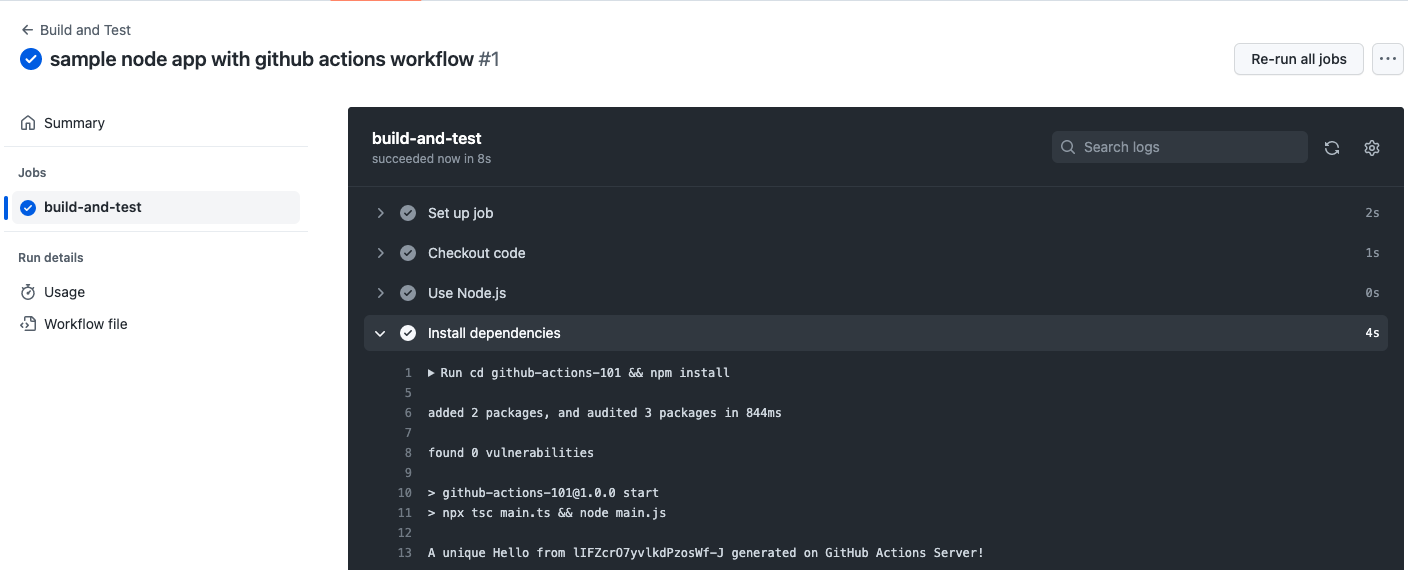 Build and Test
sample node app with github actions workflow #1
Re-run all jobs
Summary
Jobs
build-and-test
Run details
Usage
Workflow file
build-and-test
succeeded now in 8s
Search logs
Set up job 2s
Checkout code 1s
Use Node.js 0s
Install dependencies 4s
1 Run cd github-actions-101 && npm install
5
6 added 2 packages, and audited 3 packages in 844ms
7
8 found 0 vulnerabilities
9
10 > github-actions-101@1.0.0 start
11 > npx tsc main.ts && node main.js
12
13 A unique Hello from lIFZcrO7yvlkdPzosWf-J generated on GitHub Actions Server!